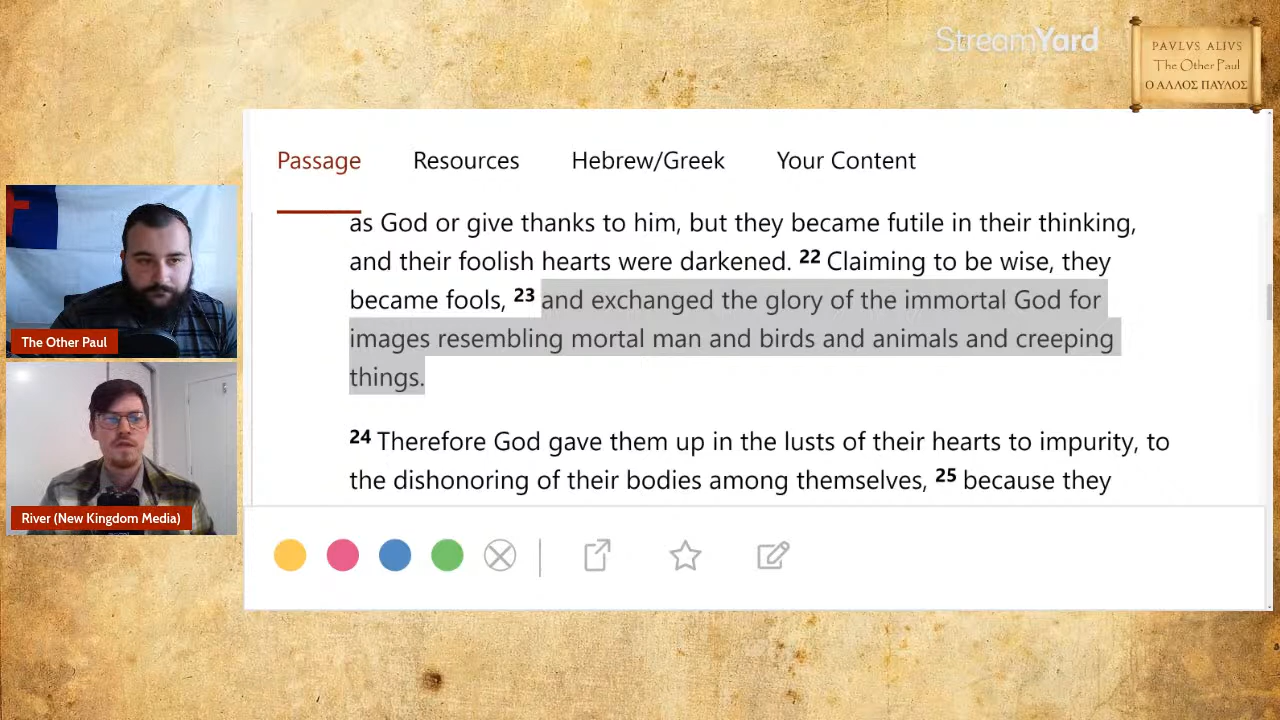 StreamYard
PAVLVS ALIVS
The Other Paul
Ο ΑΛΛΟΣ ΠΑΥΛΟΣ
Passage Resources Hebrew/Greek Your Content
as God or give thanks to him, but they became futile in their thinking,
and their foolish hearts were darkened. 22 Claiming to be wise, they
became fools, 23 and exchanged the glory of the immortal God for
images resembling mortal man and birds and animals and creeping
things.
24 Therefore God gave them up in the lusts of their hearts to impurity, to
the dishonoring of their bodies among themselves, 25 because they
The Other Paul
River (New Kingdom Media)